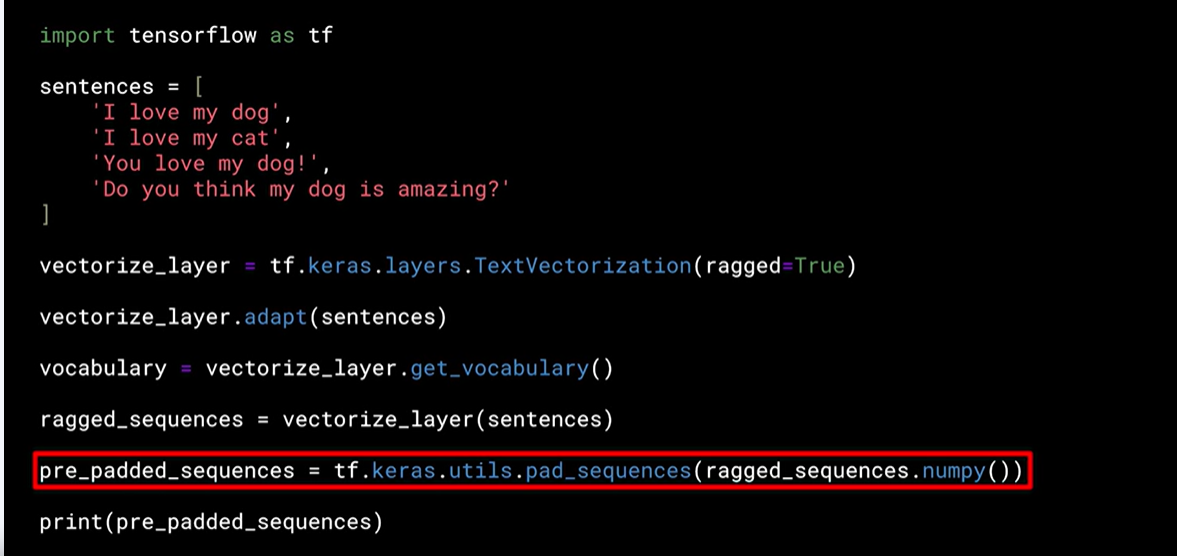 import tensorflow as tf
sentences = [
'I love my dog',
'I love my cat',
'You love my dog!',
'Do you think my dog is amazing?'
]
vectorize_layer = tf.keras.layers.TextVectorization(ragged=True)
vectorize_layer.adapt(sentences)
vocabulary = vectorize_layer.get_vocabulary()
ragged_sequences = vectorize_layer(sentences)
pre_padded_sequences = tf.keras.utils.pad_sequences(ragged_sequences.numpy())
print(pre_padded_sequences)